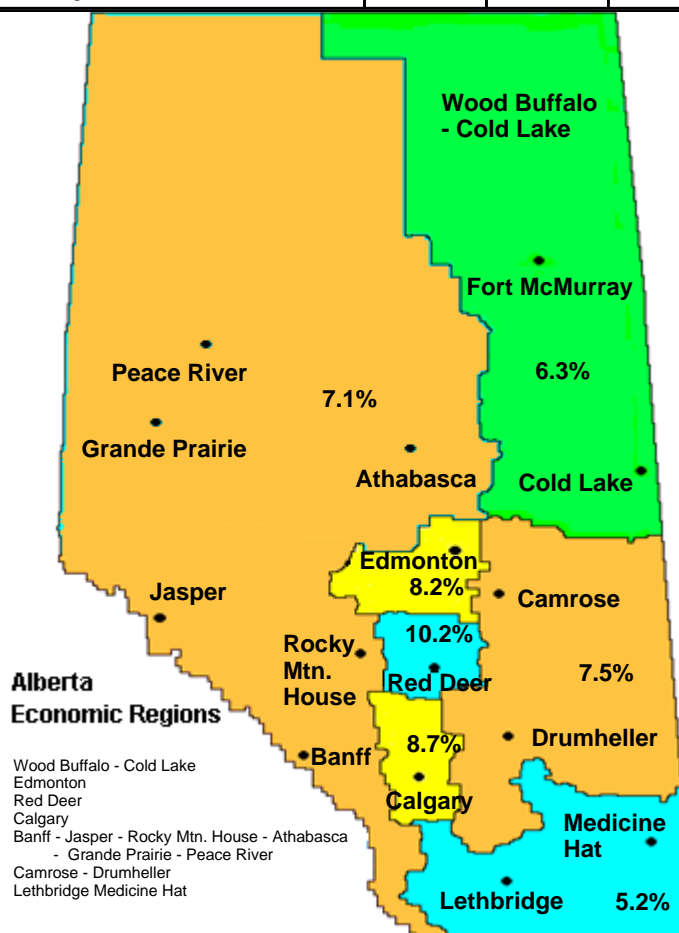 Wood Buffalo
- Cold Lake
Fort McMurray
Peace River
6.3%
7.1%
Grande Prairie
Athabasca
Cold Lake
Edmonton
8.2%
Jasper
Camrose
10.2%
Rocky
Mtn.
House
7.5%
Red Deer
Alberta
Economic Regions
8.7%
Drumheller
Banff
Wood Buffalo - Cold Lake
Edmonton
Red Deer
Calgary
Banff - Jasper - Rocky Mtn. House - Athabasca
- Grande Prairie - Peace River
Camrose - Drumheller
Lethbridge Medicine Hat
Calgary
Medicine
Hat
Lethbridge
5.2%